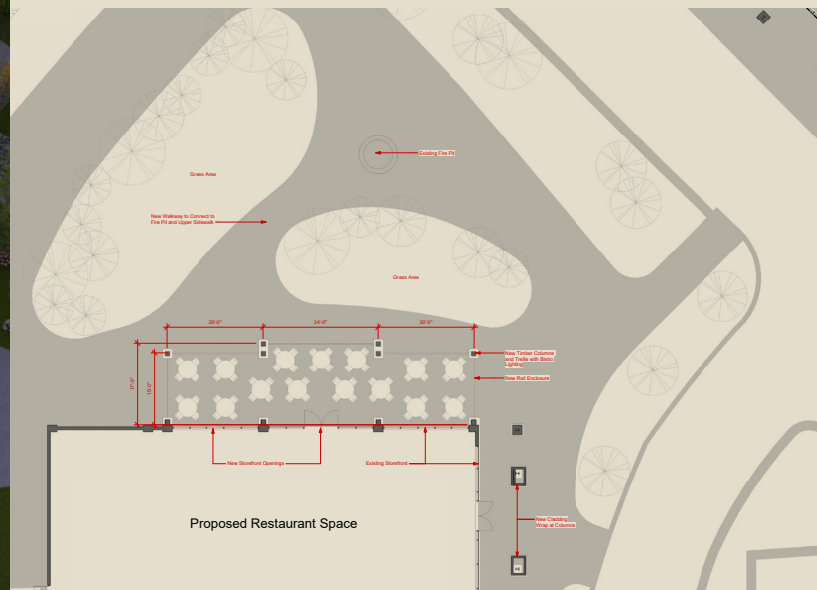 Existing Fire Pit
Grass Area
New Walkway to Connect to
Fire Pit and Upper Sidewalk
Grass Area
20'-0"
24'-0"
20'-0"
New Timber Columns
and Trellis with Bistro
Lighting
New Rail Enclosure
15'-0"
New Storefront Openings
Existing Storefront
Proposed Restaurant Space
New Cladding
Wrap at Columns